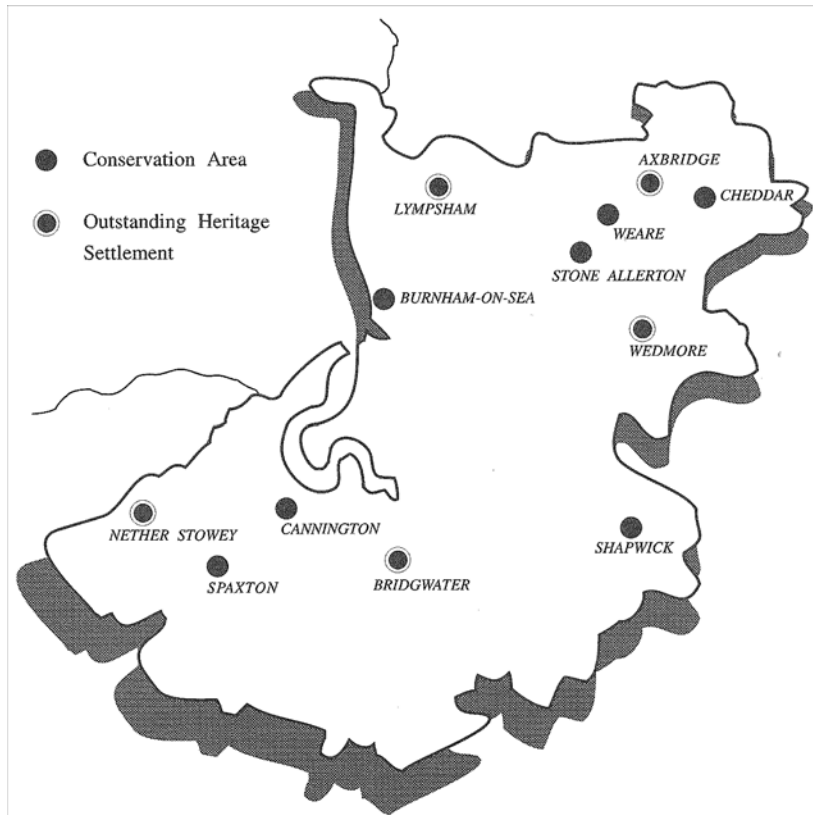 Conservation Area
Outstanding Heritage
Settlement
AXBRIDGE
CHEDDAR
LYMPSHAM
WEARE
STONE ALLERTON
BURNHAM-ON-SEA
WEDMORE
NETHER STOWEY
CANNINGTON
SHAPWICK
SPAXTON
BRIDGWATER